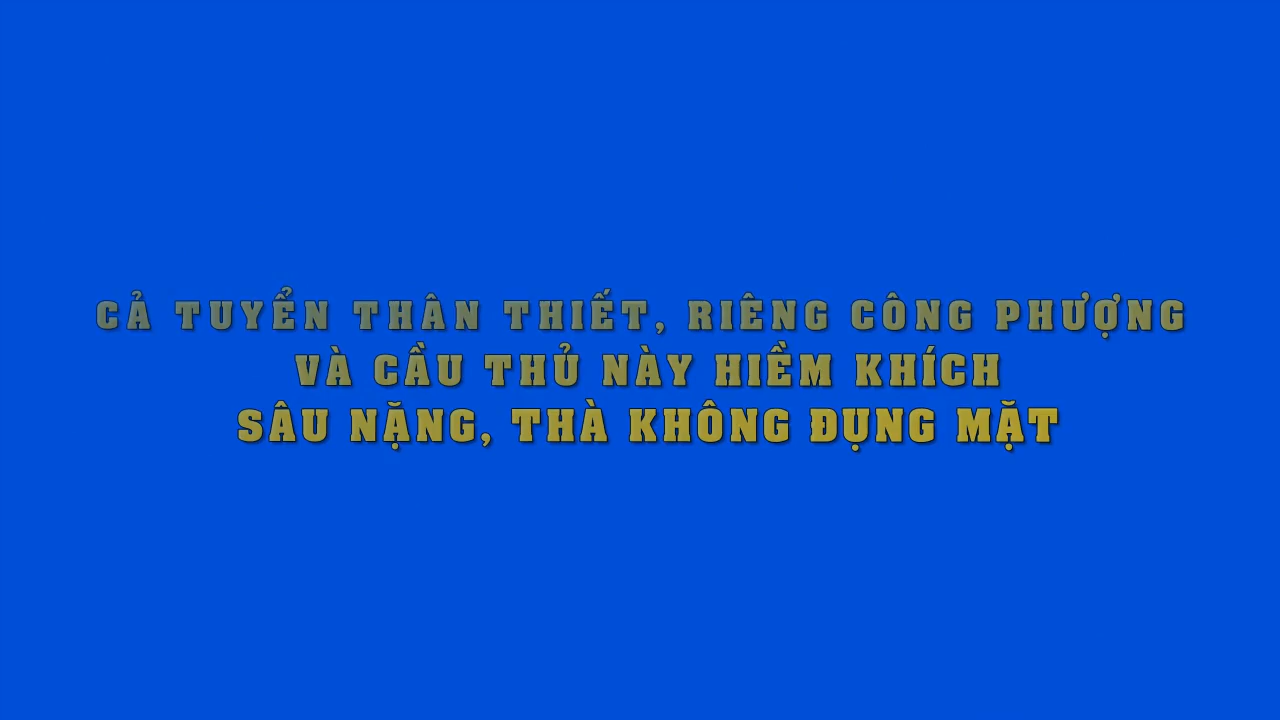 CẢ TUYỂN THÂN THIẾT, RIÊNG CÔNG PHƯỢNG
VÀ CẦU THỦ NÀY HIỀM KHÍCH
SÂU NẶNG, THÀ KHÔNG ĐỤNG MẶT